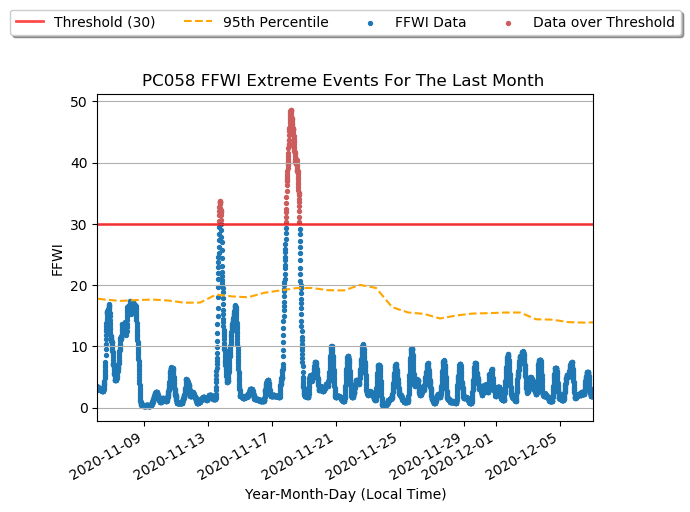 Threshold (30) 95th Percentile FFWI Data Data over Threshold
PC058 FFWI Extreme Events For The Last Month
50
40
30
20
10
0
FFWI
2020-11-09 2020-11-13 2020-11-17 2020-11-21 2020-11-25 2020-11-29 2020-12-01 2020-12-05
Year-Month-Day (Local Time)